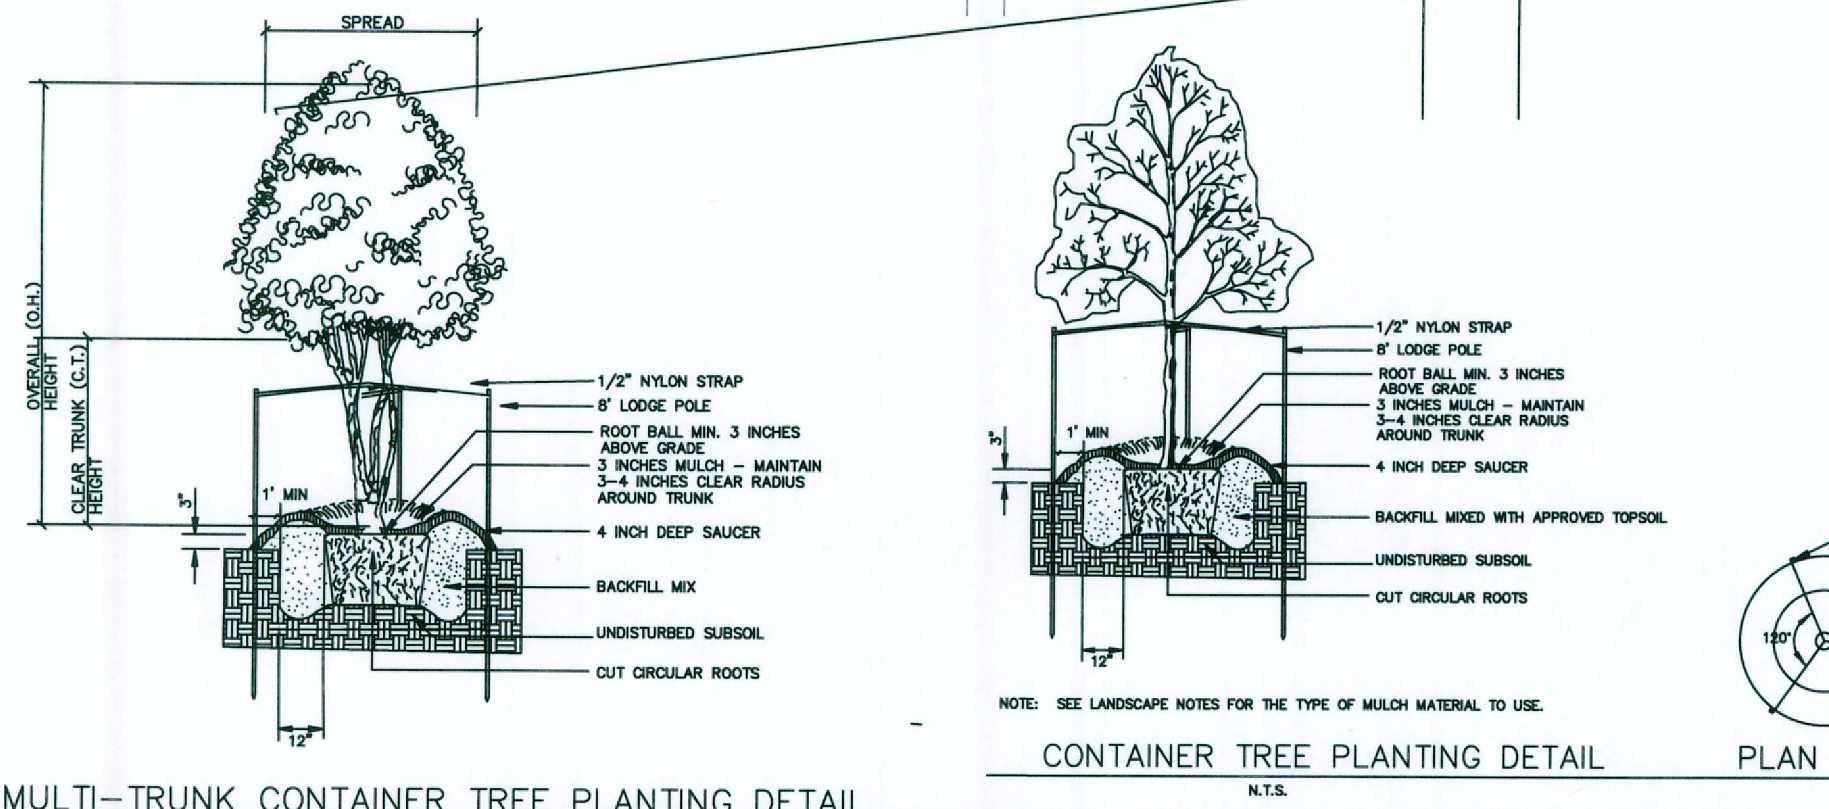 SPREAD
OVERALL (O.H.)
HEIGHT
CLEAR TRUNK (C.T.)
HEIGHT
1/2" NYLON STRAP
8' LODGE POLE
ROOT BALL MIN. 3 INCHES
ABOVE GRADE
3 INCHES MULCH – MAINTAIN
3–4 INCHES CLEAR RADIUS
AROUND TRUNK
3"
1' MIN
4 INCH DEEP SAUCER
BACKFILL MIX
UNDISTURBED SUBSOIL
CUT CIRCULAR ROOTS
12"
MULTI–TRUNK CONTAINER TREE PLANTING DETAIL
1/2" NYLON STRAP
8' LODGE POLE
ROOT BALL MIN. 3 INCHES
ABOVE GRADE
3 INCHES MULCH – MAINTAIN
3–4 INCHES CLEAR RADIUS
AROUND TRUNK
3"
1' MIN
4 INCH DEEP SAUCER
BACKFILL MIXED WITH APPROVED TOPSOIL
UNDISTURBED SUBSOIL
CUT CIRCULAR ROOTS
12"
NOTE: SEE LANDSCAPE NOTES FOR THE TYPE OF MULCH MATERIAL TO USE.
CONTAINER TREE PLANTING DETAIL
N.T.S.
120°
PLAN